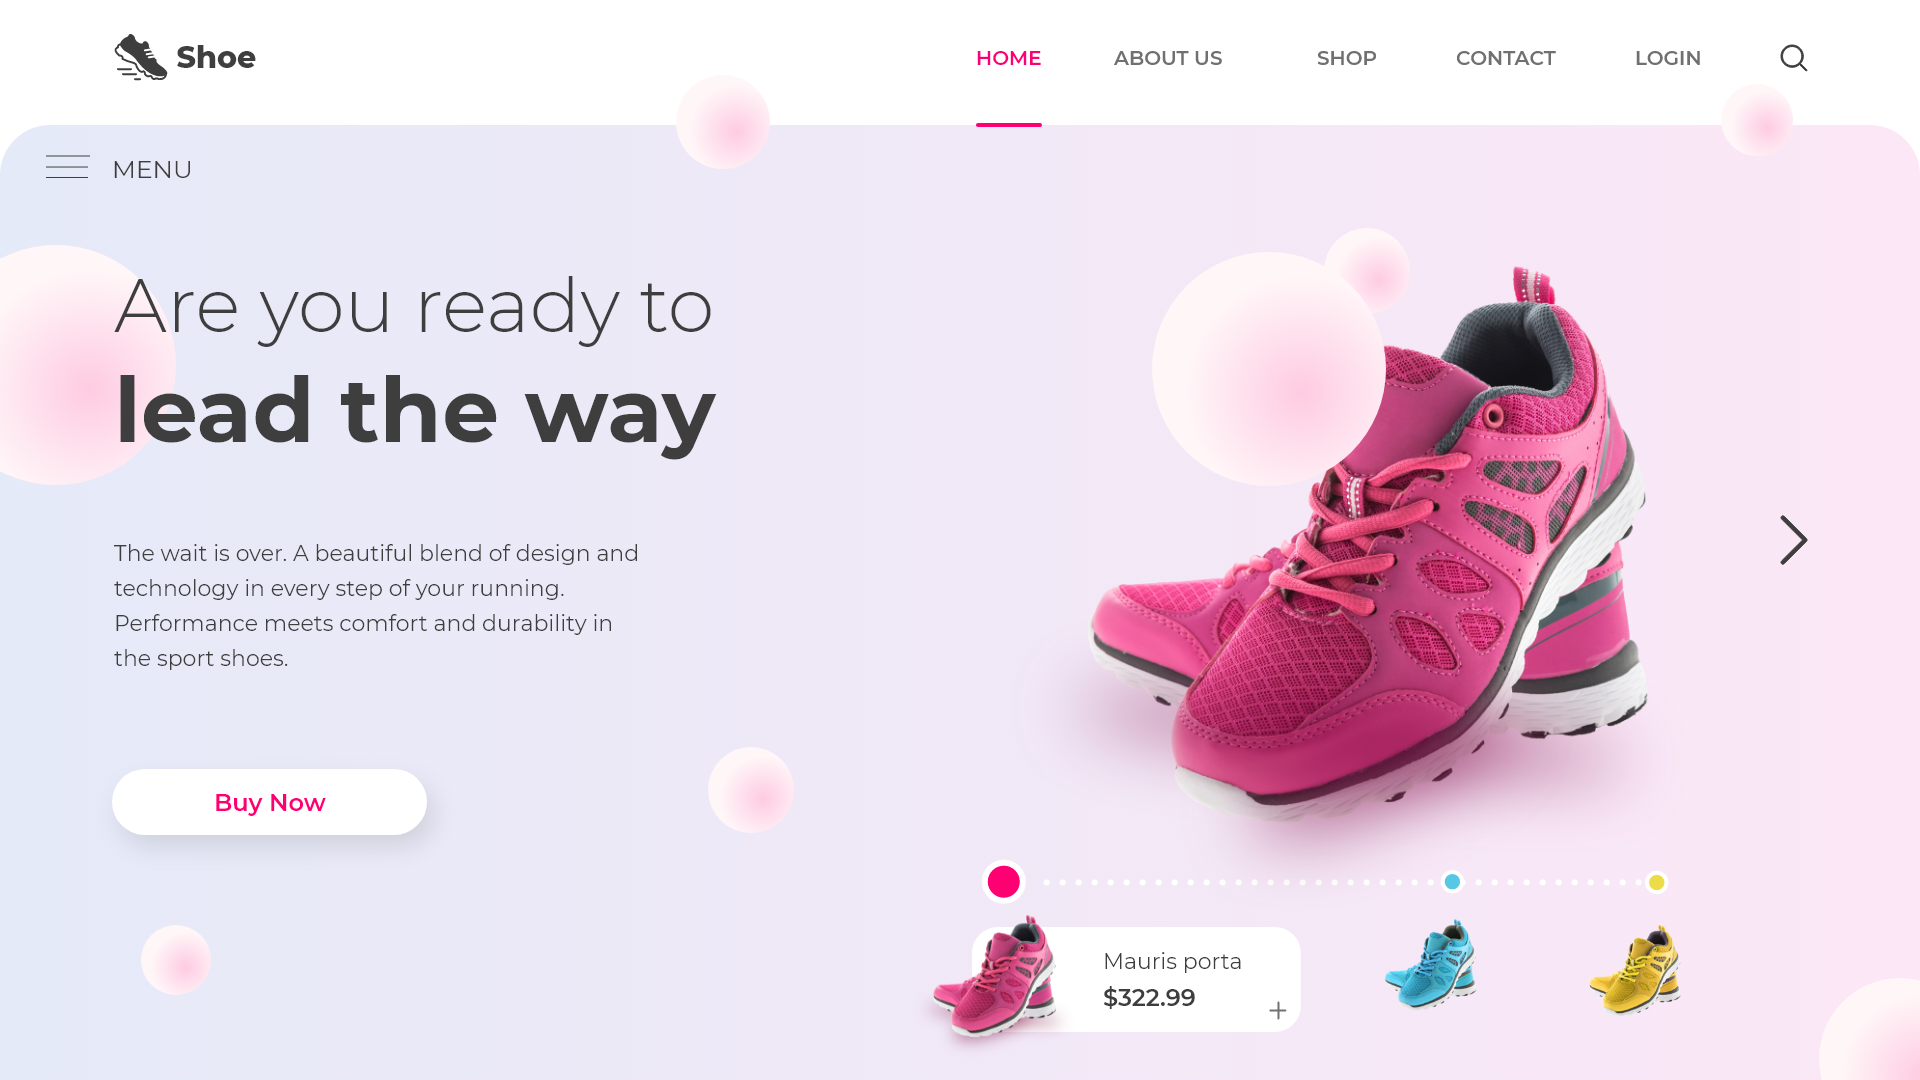 Shoe
HOME
ABOUT US
SHOP
CONTACT
LOGIN
MENU
Are you ready to
lead the way
The wait is over. A beautiful blend of design and
technology in every step of your running.
Performance meets comfort and durability in
the sport shoes.
Buy Now
Mauris porta
$322.99